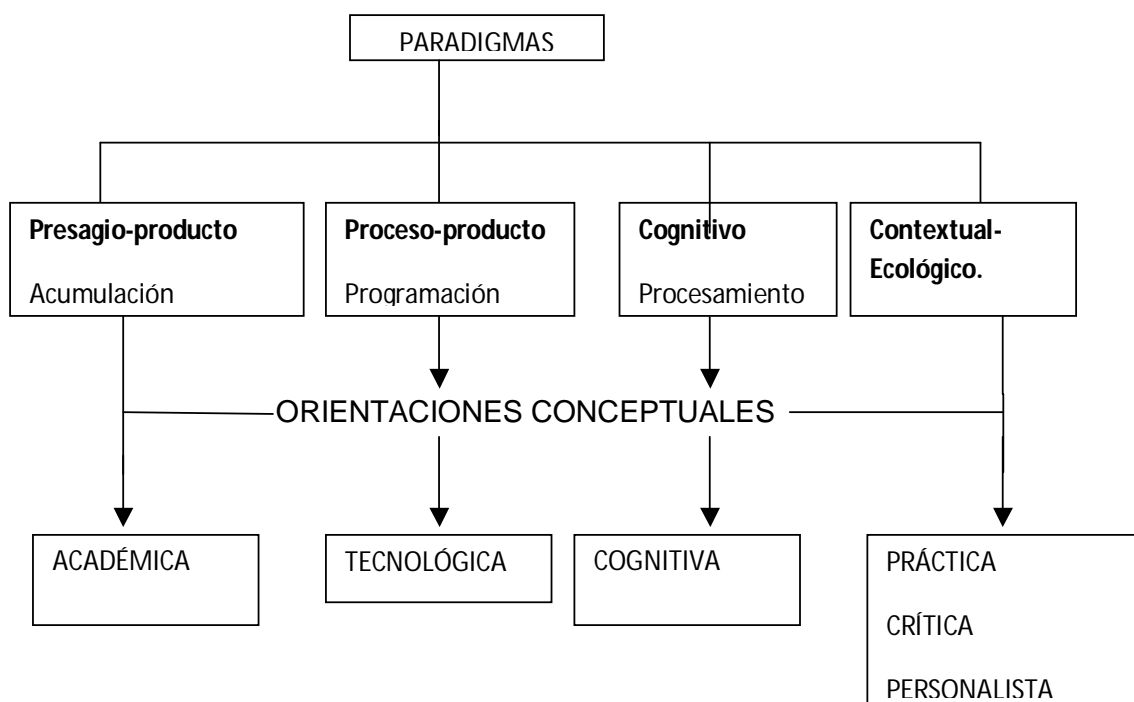 PARADIGMAS
Presagio-producto
Acumulación
Proceso-producto
Programación
Cognitivo
Procesamiento
Contextual-
Ecológico.
ORIENTACIONES CONCEPTUALES
ACADÉMICA
TECNOLÓGICA
COGNITIVA
PRÁCTICA
CRÍTICA
PERSONALISTA